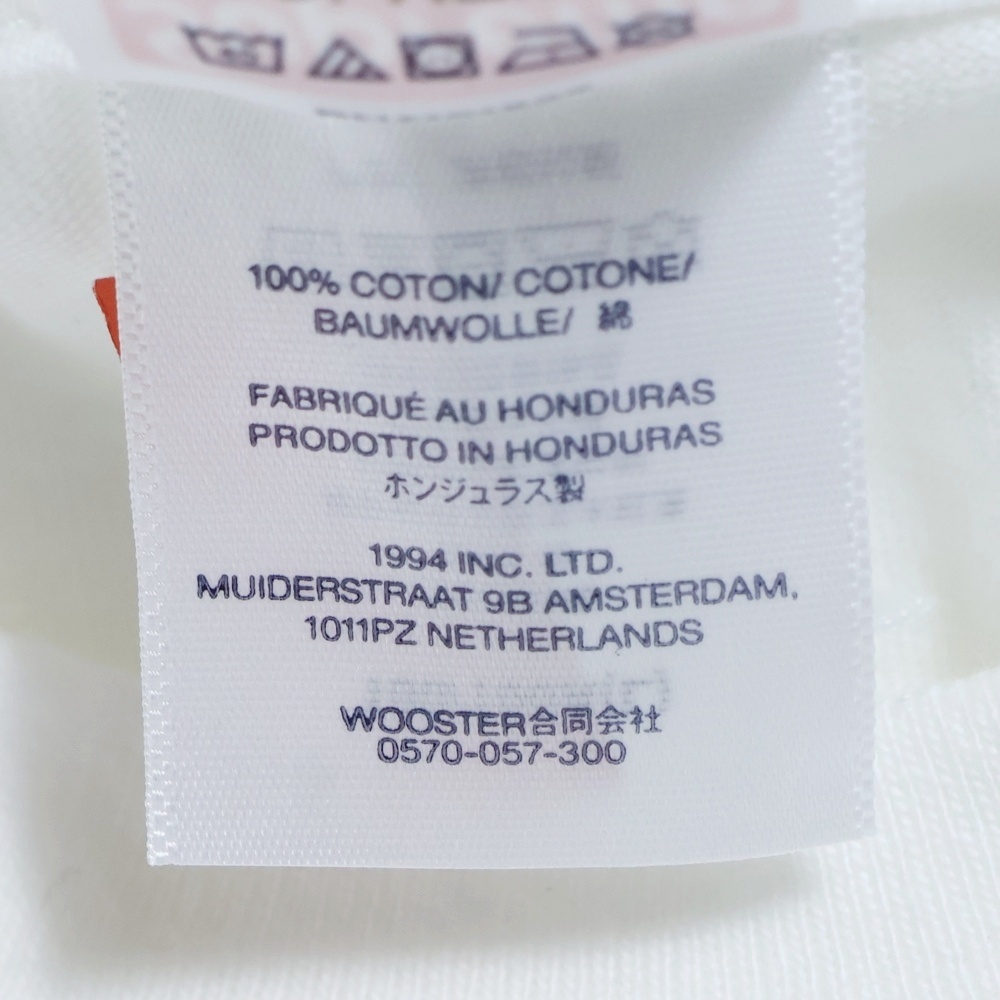 100% COTON/ COTONE/
BAUMWOLLE/ 綿
FABRIQUÉ AU HONDURAS
PRODOTTO IN HONDURAS
ホンジュラス製
1994 INC. LTD.
MUIDERSTRAAT 9B AMSTERDAM,
1011PZ NETHERLANDS
WOOSTER合同会社
0570-057-300